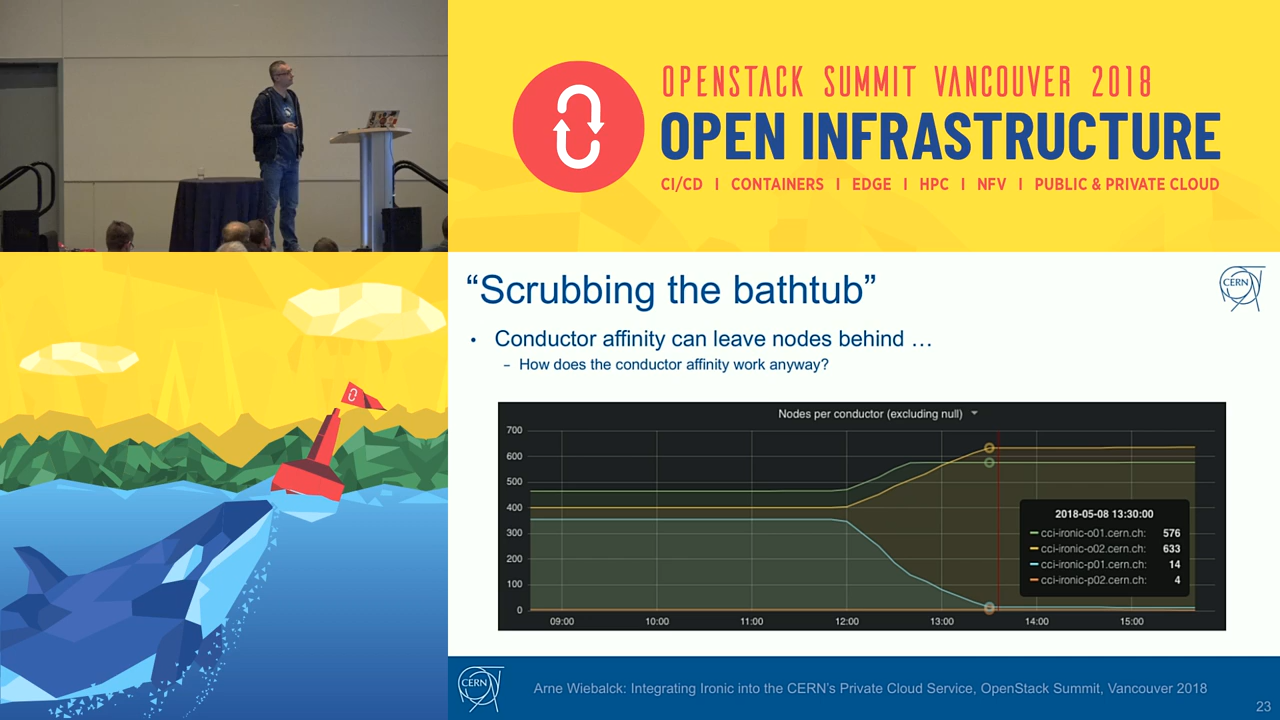 OPENSTACK SUMMIT VANCOUVER 2018
OPEN INFRASTRUCTURE
CI/CD I CONTAINERS I EDGE I HPC I NFV I PUBLIC & PRIVATE CLOUD
“Scrubbing the bathtub”
CERN
• Conductor affinity can leave nodes behind …
– How does the conductor affinity work anyway?
Nodes per conductor (excluding null)
700
600
500
400
300
200
100
0
2018-05-08 13:30:00
cci-ironic-o01.cern.ch: 576
cci-ironic-o02.cern.ch: 633
cci-ironic-p01.cern.ch: 14
cci-ironic-p02.cern.ch: 4
09:00 10:00 11:00 12:00 13:00 14:00 15:00
CERN
Arne Wiebalck: Integrating Ironic into the CERN’s Private Cloud Service, OpenStack Summit, Vancouver 2018
23